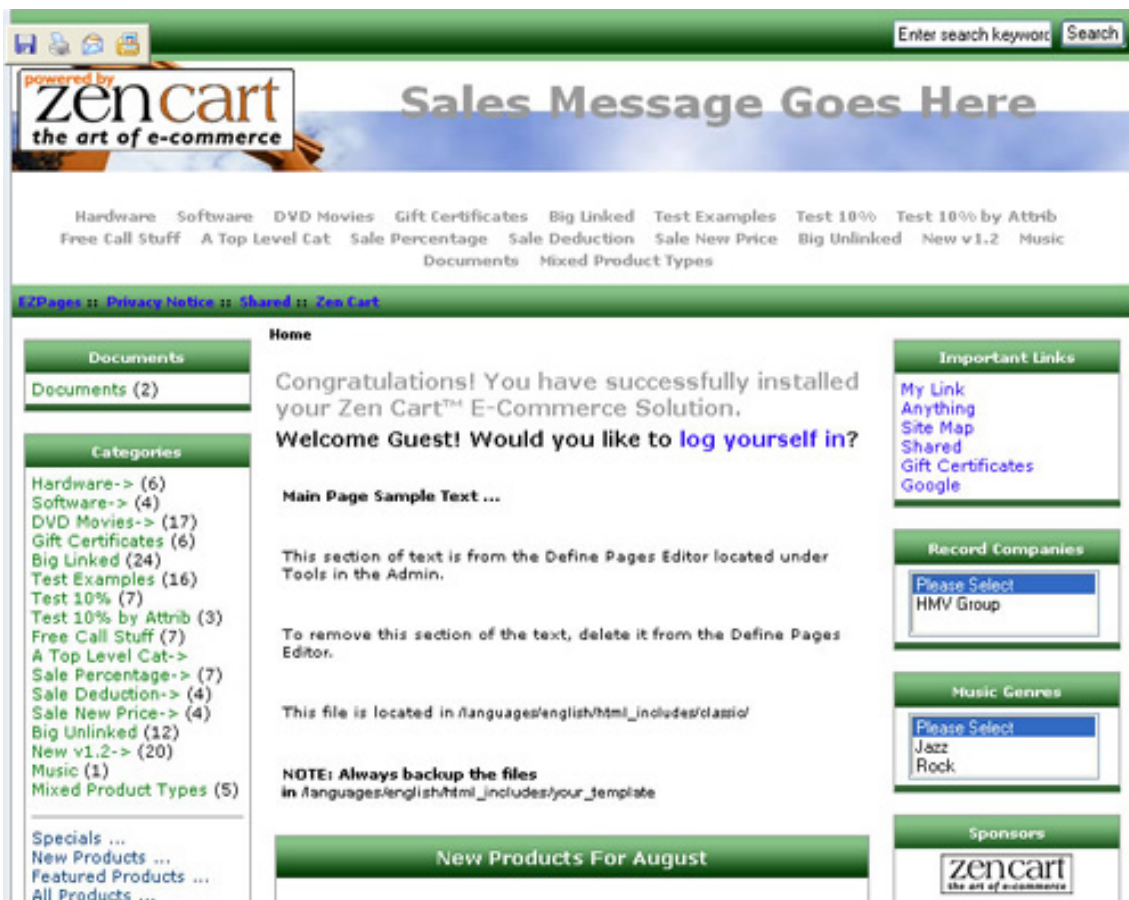 Enter search keyword Search
powered by
zen cart
the art of e-commerce
Sales Message Goes Here
Hardware Software DVD Movies Gift Certificates Big Linked Test Examples Test 10% Test 10% by Attrib
Free Call Stuff A Top Level Cat Sale Percentage Sale Deduction Sale New Price Big Unlinked New v1.2 Music
Documents Mixed Product Types
EZPages :: Privacy Notice :: Shared :: Zen Cart
Documents
Documents (2)
Categories
Hardware-> (6)
Software-> (4)
DVD Movies-> (17)
Gift Certificates (6)
Big Linked (24)
Test Examples (16)
Test 10% (7)
Test 10% by Attrib (3)
Free Call Stuff (7)
A Top Level Cat->
Sale Percentage-> (7)
Sale Deduction-> (4)
Sale New Price-> (4)
Big Unlinked (12)
New v1.2-> (20)
Music (1)
Mixed Product Types (5)
Specials ...
New Products ...
Featured Products ...
All Products ...
Home
Congratulations! You have successfully installed
your Zen Cart™ E-Commerce Solution.
Welcome Guest! Would you like to log yourself in?
Main Page Sample Text ...
This section of text is from the Define Pages Editor located under
Tools in the Admin.
To remove this section of the text, delete it from the Define Pages
Editor.
This file is located in /languages/english/html_includes/classic/
NOTE: Always backup the files
in /languages/english/html_includes/your_template
New Products For August
Important Links
My Link
Anything
Site Map
Shared
Gift Certificates
Google
Record Companies
Please Select
HMV Group
Music Genres
Please Select
Jazz
Rock
Sponsors
zen cart
the art of e-commerce